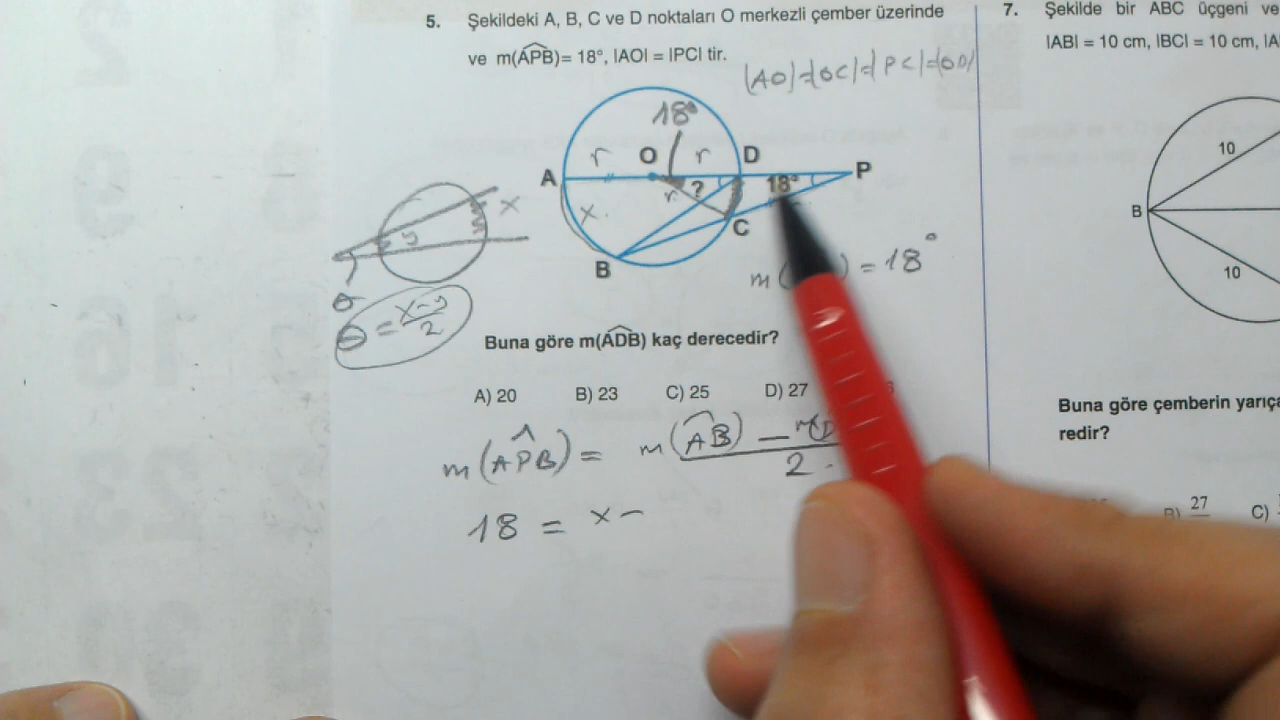 5. Şekildeki A, B, C ve D noktaları O merkezli çember üzerinde
ve m(APB)= 18°, |AO| = |PC| tir.
|AO|=|OC|=|PC|=|OD|
18°
r O r D
A P
r ? 18°
x C
B
m( ) = 18°
x
y
θ
θ = x-y
2
Buna göre m(ADB) kaç derecedir?
A) 20 B) 23 C) 25 D) 27
m(APB) = m(AB) — m(D
2
18 = x -
7. Şekilde bir ABC üçgeni ve
|AB| = 10 cm, |BC| = 10 cm, |A
10
B
10
Buna göre çemberin yarıça
redir?
B) 27 C)